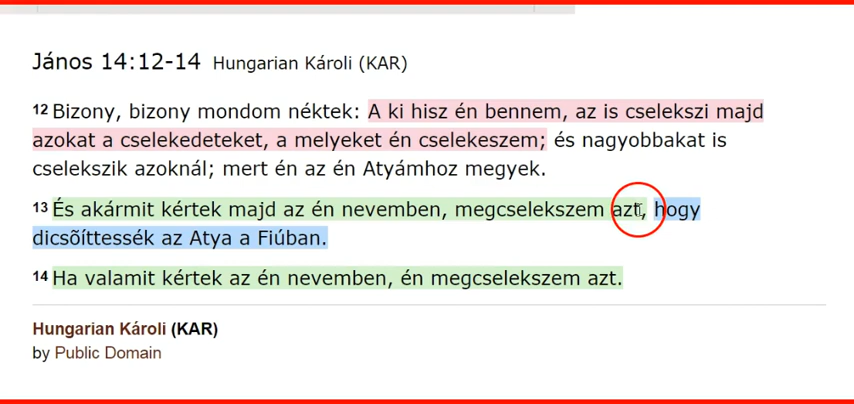 János 14:12-14 Hungarian Károli (KAR)
12 Bizony, bizony mondom néktek: A ki hisz én bennem, az is cselekszi majd
azokat a cselekedeteket, a melyeket én cselekeszem; és nagyobbakat is
cselekszik azoknál; mert én az én Atyámhoz megyek.
13 És akármit kértek majd az én nevemben, megcselekszem azt, hogy
dicsõíttessék az Atya a Fiúban.
14 Ha valamit kértek az én nevemben, én megcselekszem azt.
Hungarian Károli (KAR)
by Public Domain